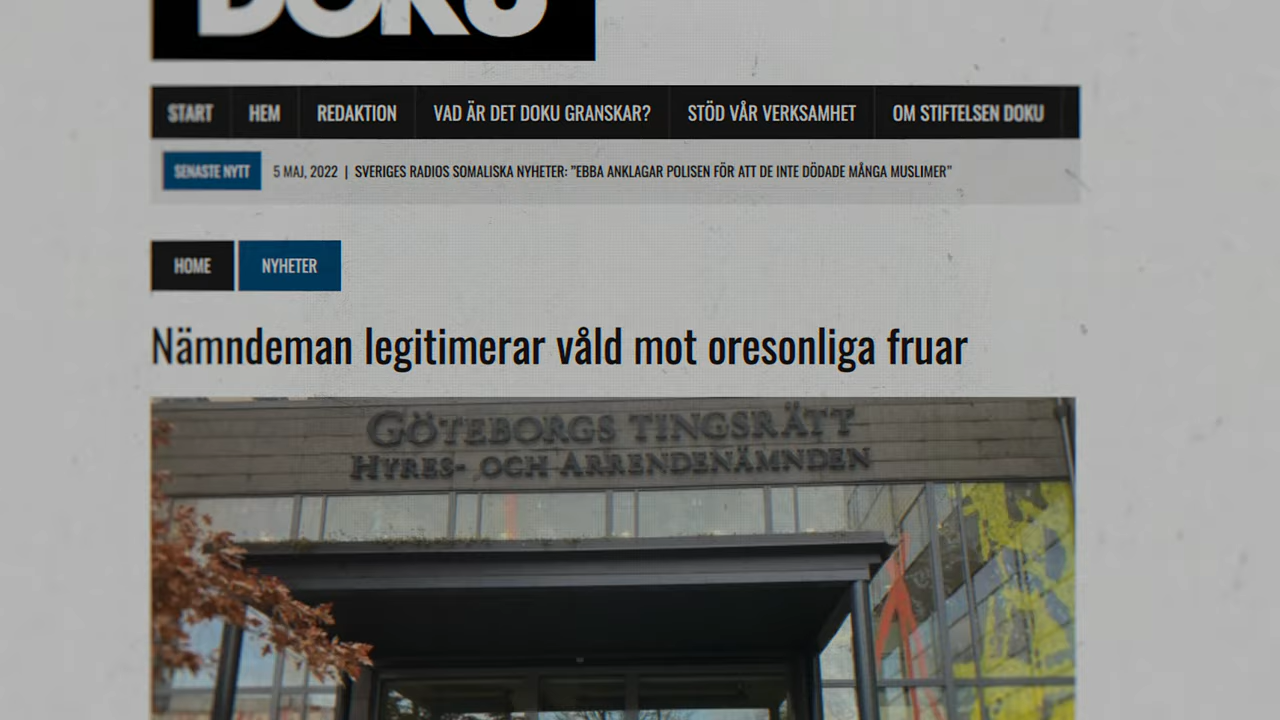 DOKU
START HEM REDAKTION VAD ÄR DET DOKU GRANSKAR? STÖD VÅR VERKSAMHET OM STIFTELSEN DOKU
SENASTE NYTT 5 MAJ, 2022 | SVERIGES RADIOS SOMALISKA NYHETER: "EBBA ANKLAGAR POLISEN FÖR ATT DE INTE DÖDADE MÅNGA MUSLIMER"
HOME NYHETER
Nämndeman legitimerar våld mot oresonliga fruar
GÖTEBORGS TINGSRÄTT
HYRES- OCH ARRENDENÄMNDEN